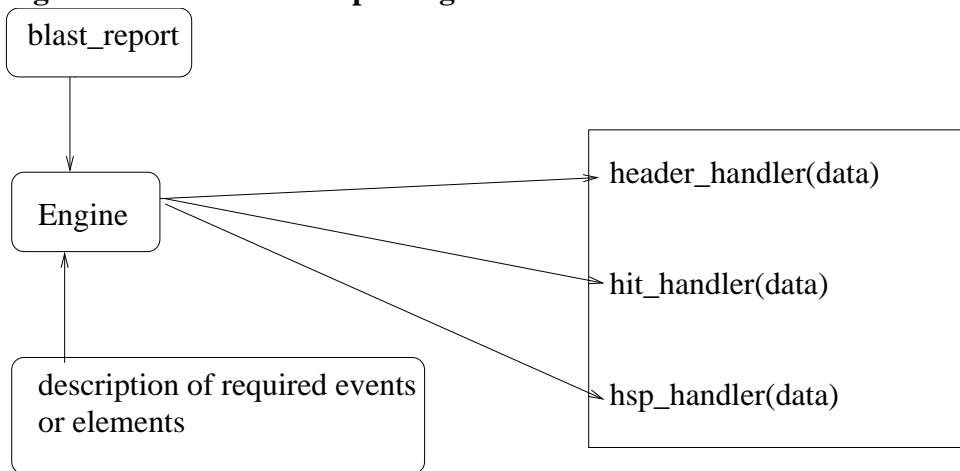 blast_report
header_handler(data)
Engine
hit_handler(data)
description of required events
or elements
hsp_handler(data)